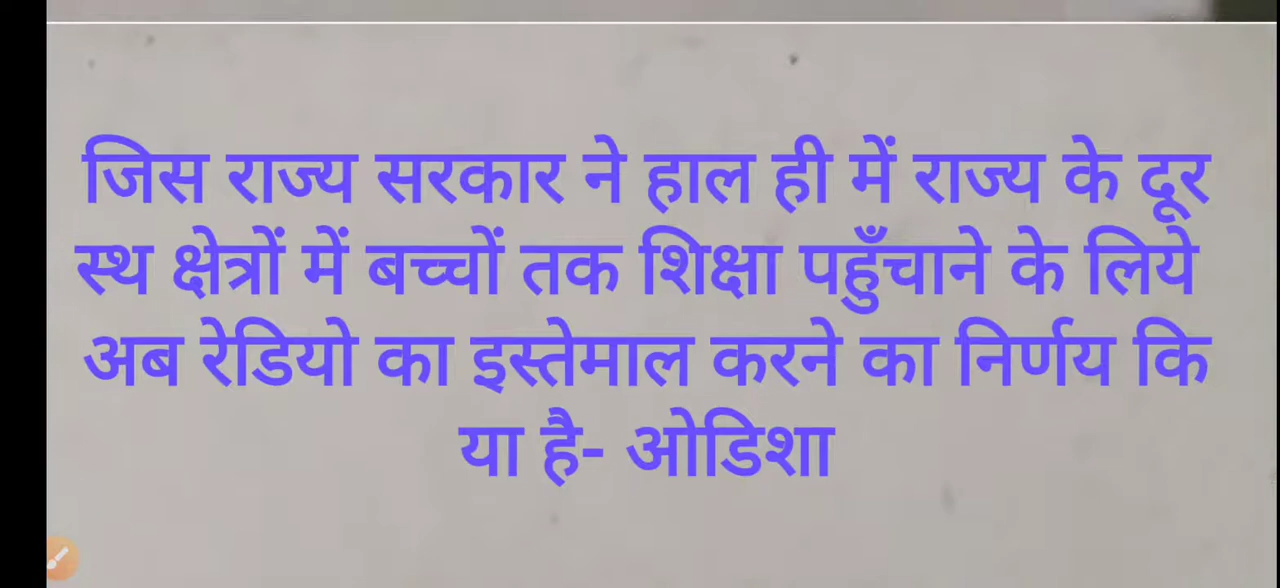 जिस राज्य सरकार ने हाल ही में राज्य के दूर
स्थ क्षेत्रों में बच्चों तक शिक्षा पहुँचाने के लिये
अब रेडियो का इस्तेमाल करने का निर्णय कि
या है- ओडिशा